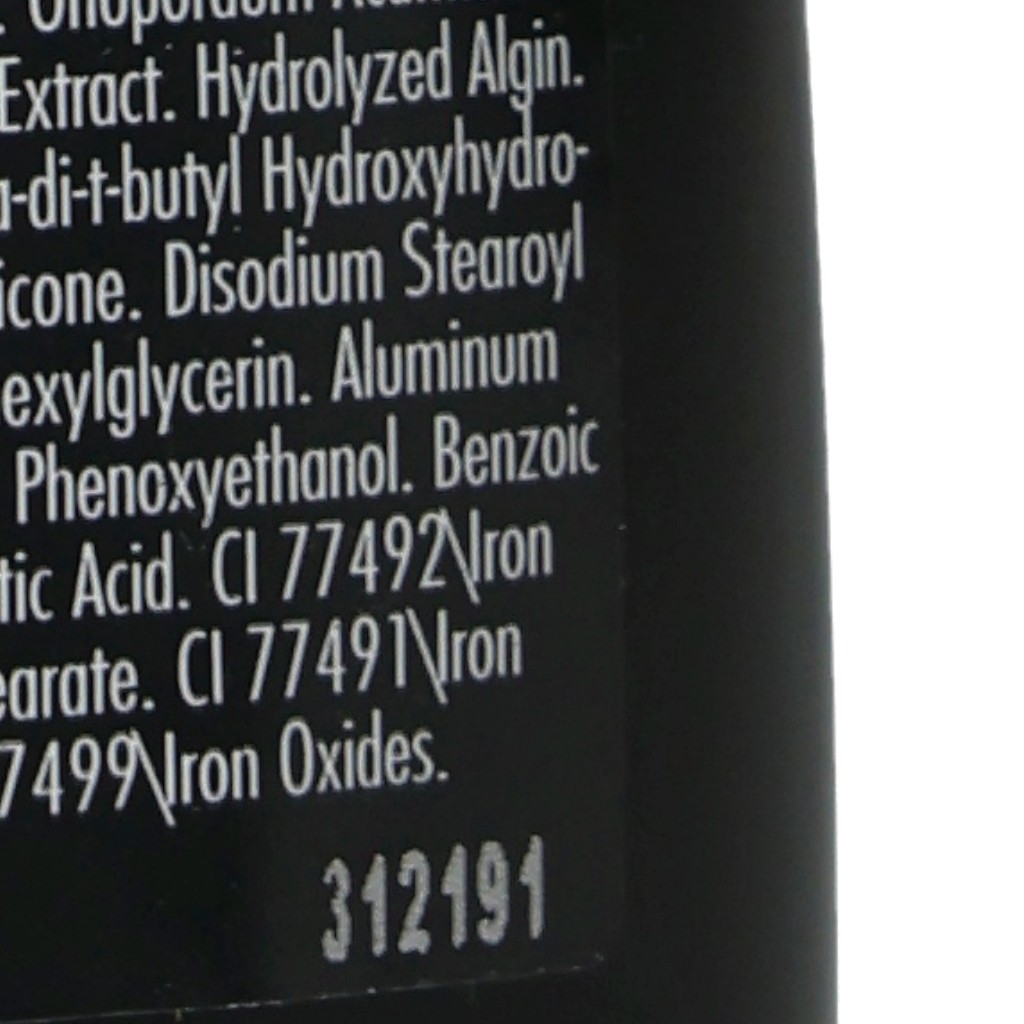 Extract. Hydrolyzed Algin.
-di-t-butyl Hydroxyhydro-
icone. Disodium Stearoyl
exylglycerin. Aluminum
Phenoxyethanol. Benzoic
tic Acid. CI 77492\Iron
earate. CI 77491\Iron
7499\Iron Oxides.
312191